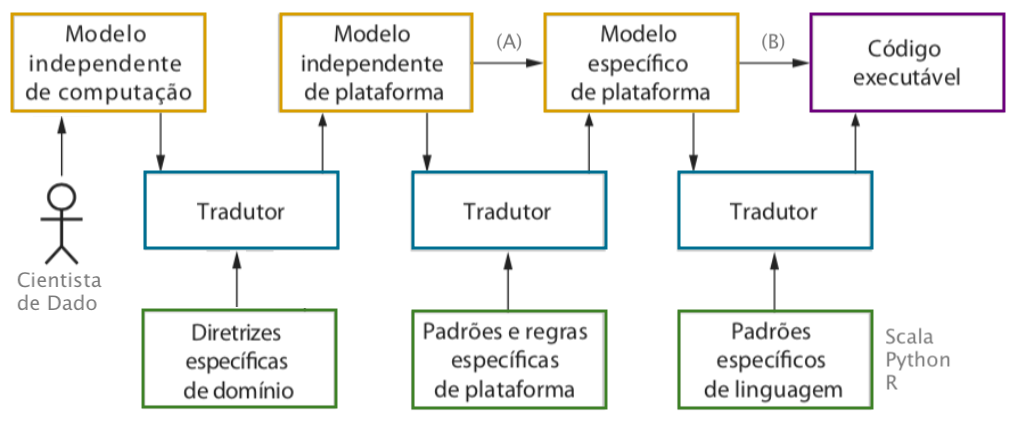 Modelo
independente
de computação
Modelo
independente
de plataforma
(A)
Modelo
específico
de plataforma
(B)
Código
executável
Tradutor
Tradutor
Tradutor
Cientista
de Dado
Diretrizes
específicas
de domínio
Padrões e regras
específicas
de plataforma
Padrões
específicos
de linguagem
Scala
Python
R